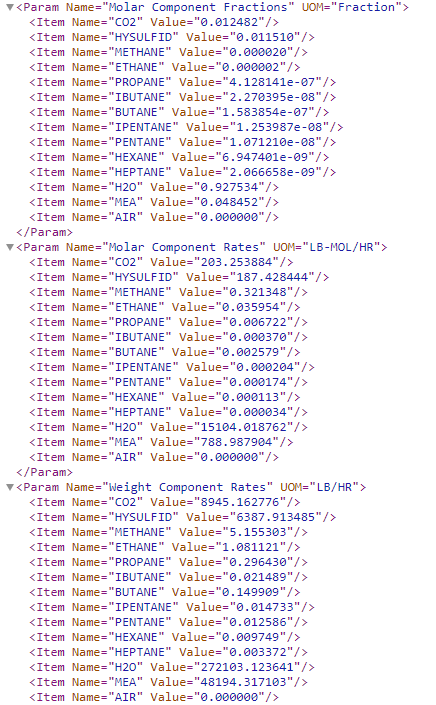 ▼<Param Name="Molar Component Fractions" UOM="Fraction">
<Item Name="CO2" Value="0.012482"/>
<Item Name="HYSULFID" Value="0.011510"/>
<Item Name="METHANE" Value="0.000020"/>
<Item Name="ETHANE" Value="0.000002"/>
<Item Name="PROPANE" Value="4.128141e-07"/>
<Item Name="IBUTANE" Value="2.270395e-08"/>
<Item Name="BUTANE" Value="1.583854e-07"/>
<Item Name="IPENTANE" Value="1.253987e-08"/>
<Item Name="PENTANE" Value="1.071210e-08"/>
<Item Name="HEXANE" Value="6.947401e-09"/>
<Item Name="HEPTANE" Value="2.066658e-09"/>
<Item Name="H2O" Value="0.927534"/>
<Item Name="MEA" Value="0.048452"/>
<Item Name="AIR" Value="0.000000"/>
</Param>
▼<Param Name="Molar Component Rates" UOM="LB-MOL/HR">
<Item Name="CO2" Value="203.253884"/>
<Item Name="HYSULFID" Value="187.428444"/>
<Item Name="METHANE" Value="0.321348"/>
<Item Name="ETHANE" Value="0.035954"/>
<Item Name="PROPANE" Value="0.006722"/>
<Item Name="IBUTANE" Value="0.000370"/>
<Item Name="BUTANE" Value="0.002579"/>
<Item Name="IPENTANE" Value="0.000204"/>
<Item Name="PENTANE" Value="0.000174"/>
<Item Name="HEXANE" Value="0.000113"/>
<Item Name="HEPTANE" Value="0.000034"/>
<Item Name="H2O" Value="15104.018762"/>
<Item Name="MEA" Value="788.987904"/>
<Item Name="AIR" Value="0.000000"/>
</Param>
▼<Param Name="Weight Component Rates" UOM="LB/HR">
<Item Name="CO2" Value="8945.162776"/>
<Item Name="HYSULFID" Value="6387.913485"/>
<Item Name="METHANE" Value="5.155303"/>
<Item Name="ETHANE" Value="1.081121"/>
<Item Name="PROPANE" Value="0.296430"/>
<Item Name="IBUTANE" Value="0.021489"/>
<Item Name="BUTANE" Value="0.149909"/>
<Item Name="IPENTANE" Value="0.014733"/>
<Item Name="PENTANE" Value="0.012586"/>
<Item Name="HEXANE" Value="0.009749"/>
<Item Name="HEPTANE" Value="0.003372"/>
<Item Name="H2O" Value="272103.123641"/>
<Item Name="MEA" Value="48194.317103"/>
<Item Name="AIR" Value="0.000000"/>